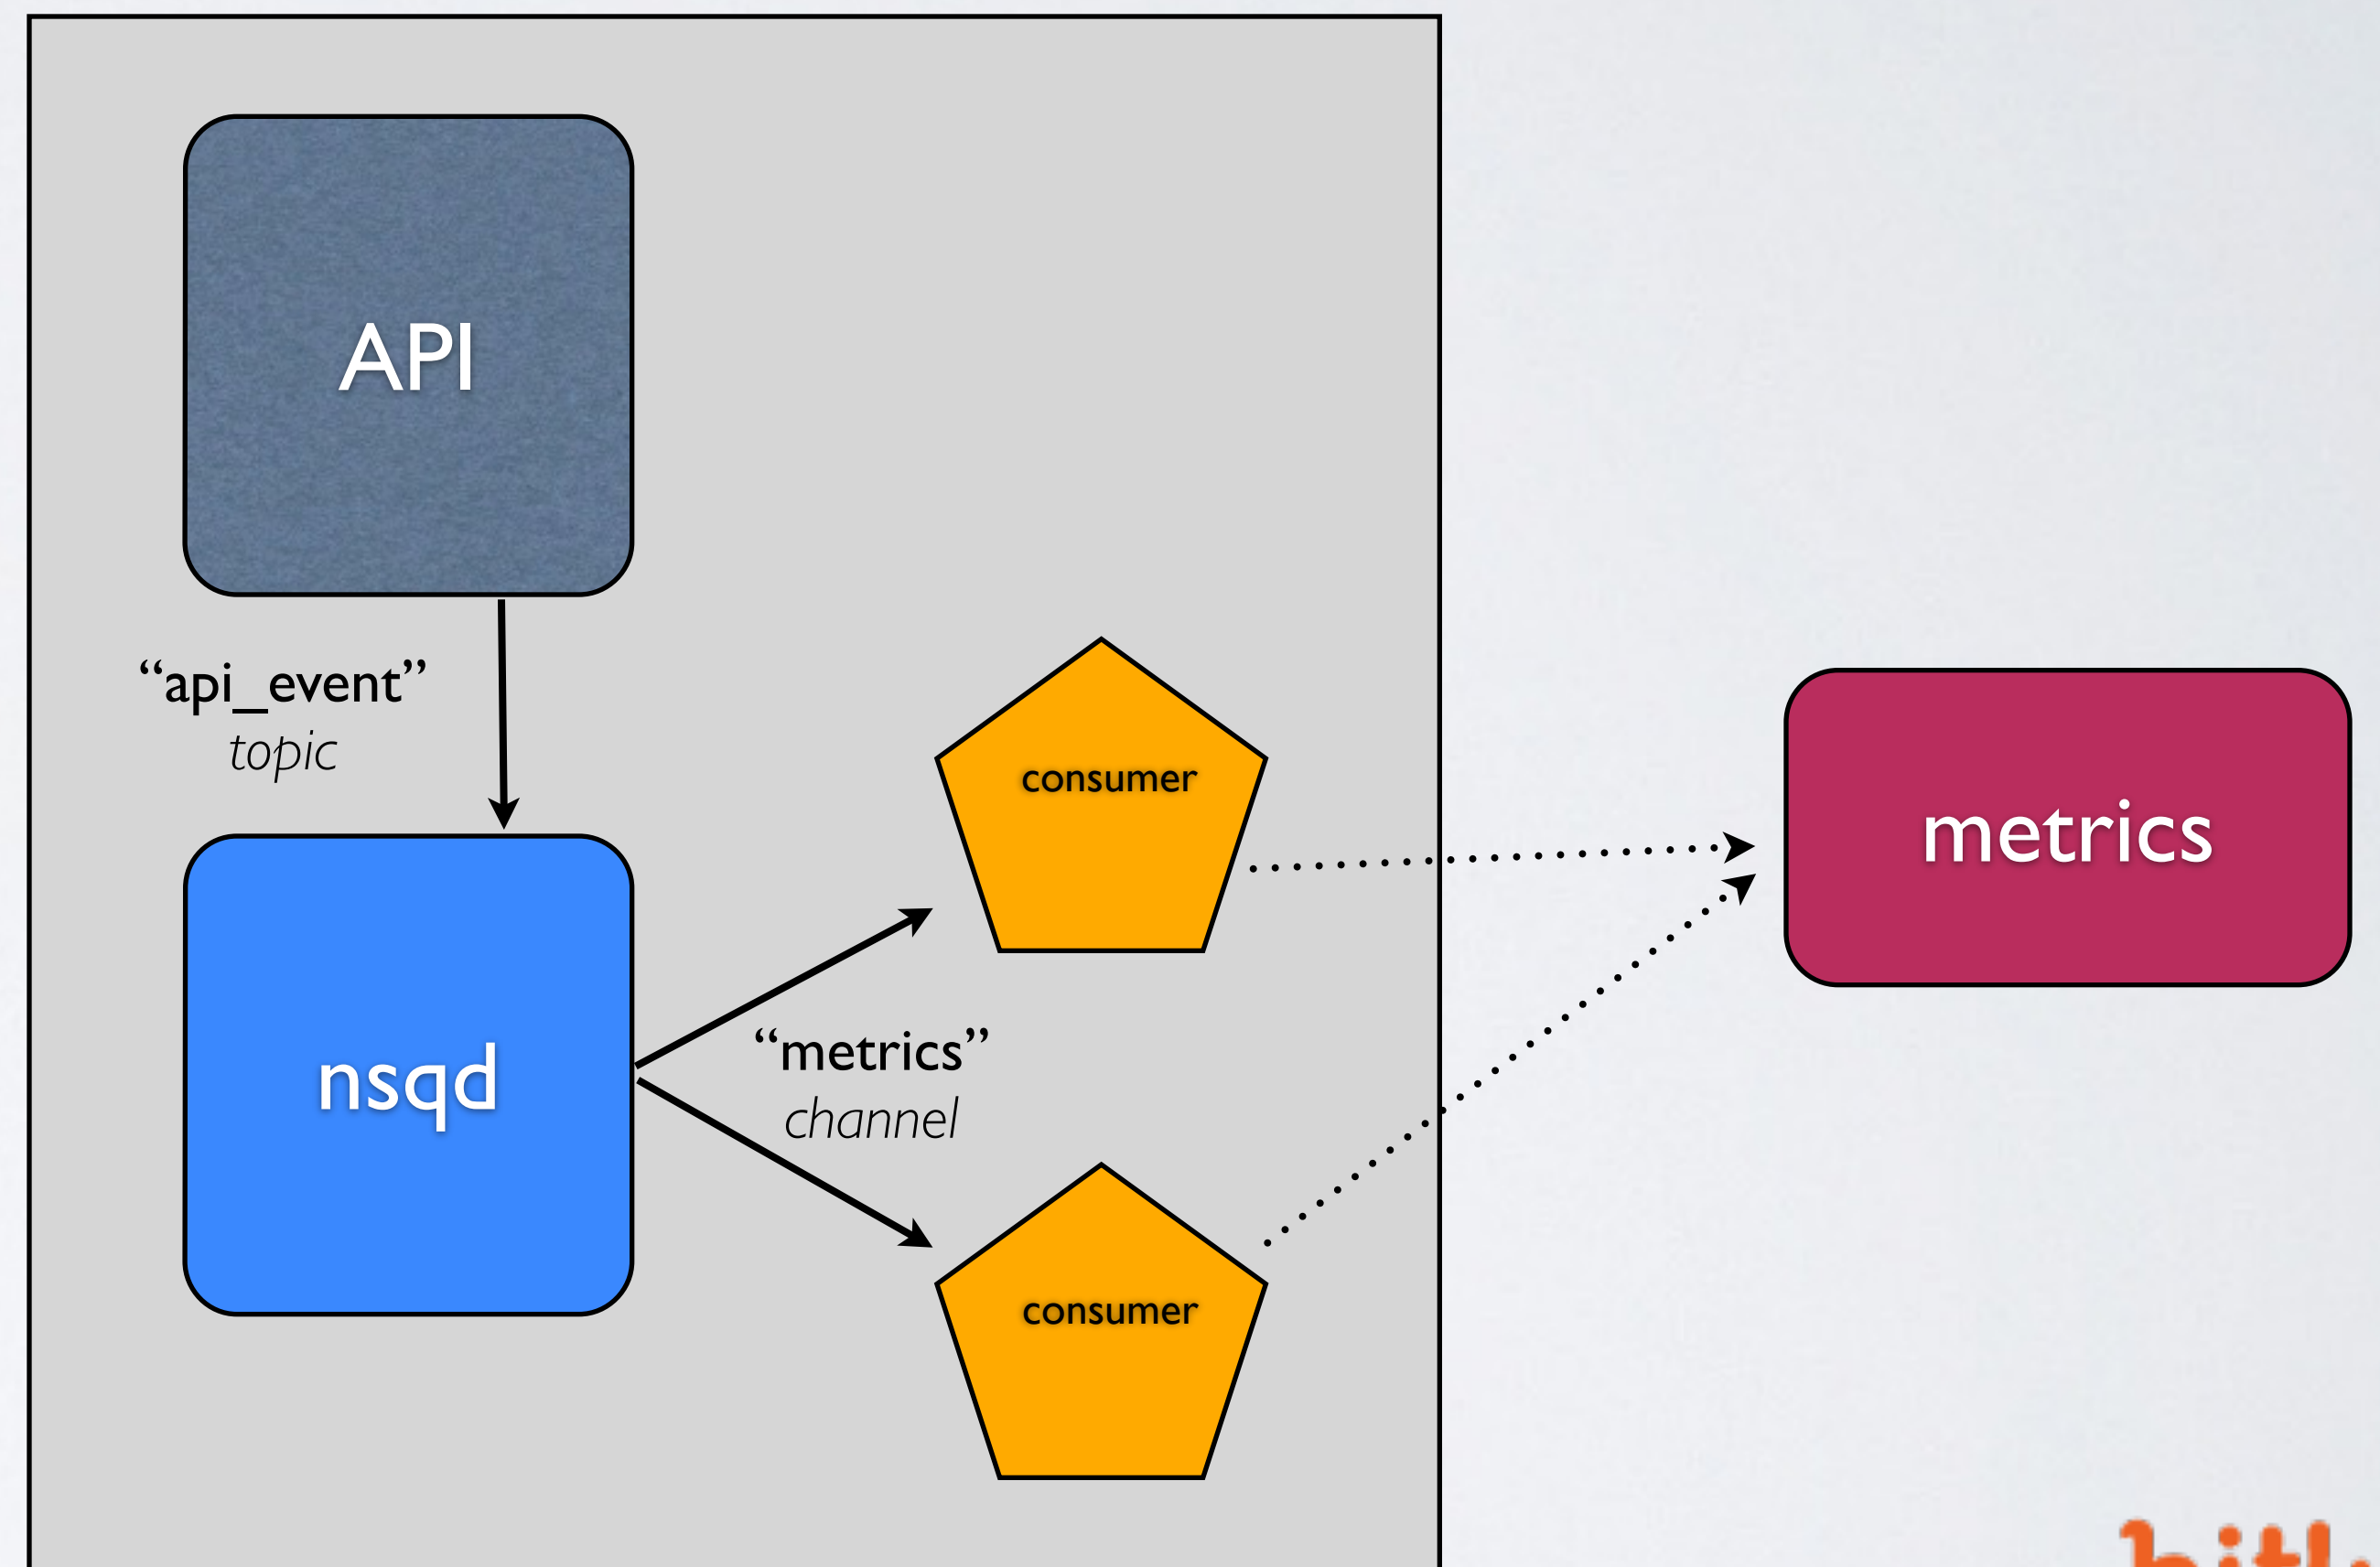 API
“api_event”
topic
consumer
metrics
nsqd
“metrics”
channel
consumer